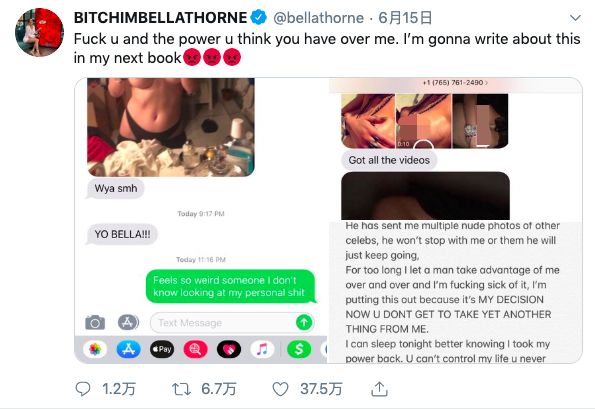 BITCHIMBELLATHORNE @bellathorne · 6月15日
Fuck u and the power u think you have over me. I'm gonna write about this
in my next book
Wya smh
Today 9:17 PM
YO BELLA!!!
Today 11:16 PM
Feels so weird someone I don't
know looking at my personal shit
Text Message
Pay
$
+1 (765) 761-2490 >
0:10
Got all the videos
He has sent me multiple nude photos of other
celebs, he won't stop with me or them he will
just keep going,
For too long I let a man take advantage of me
over and over and I'm fucking sick of it, I'm
putting this out because it's MY DECISION
NOW U DONT GET TO TAKE YET ANOTHER
THING FROM ME.
I can sleep tonight better knowing I took my
power back. U can't control my life u never
1.2万 6.7万 37.5万